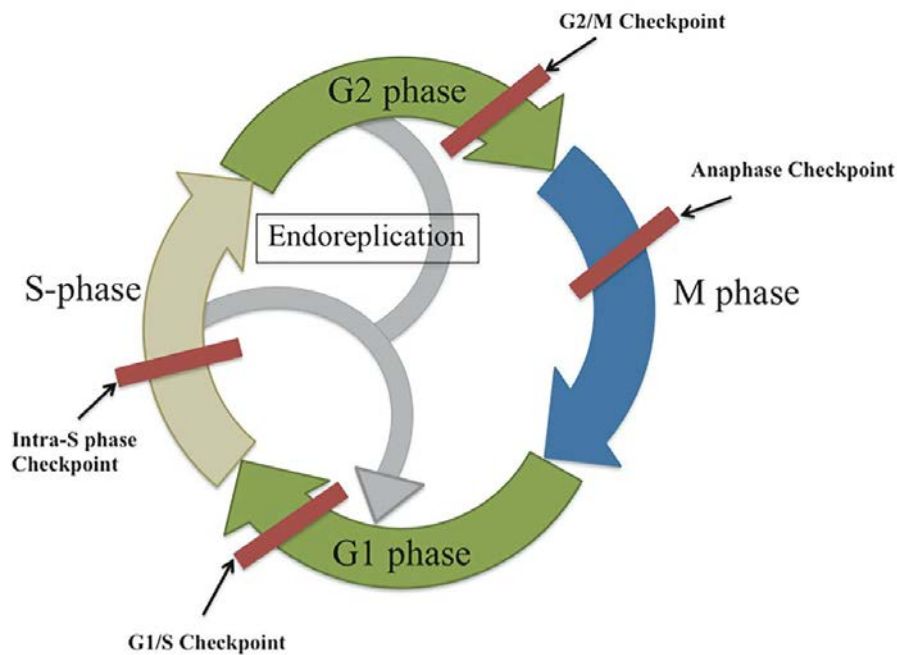 G2/M Checkpoint
G2 phase
Anaphase Checkpoint
Endoreplication
S-phase
M phase
Intra-S phase
Checkpoint
G1 phase
G1/S Checkpoint